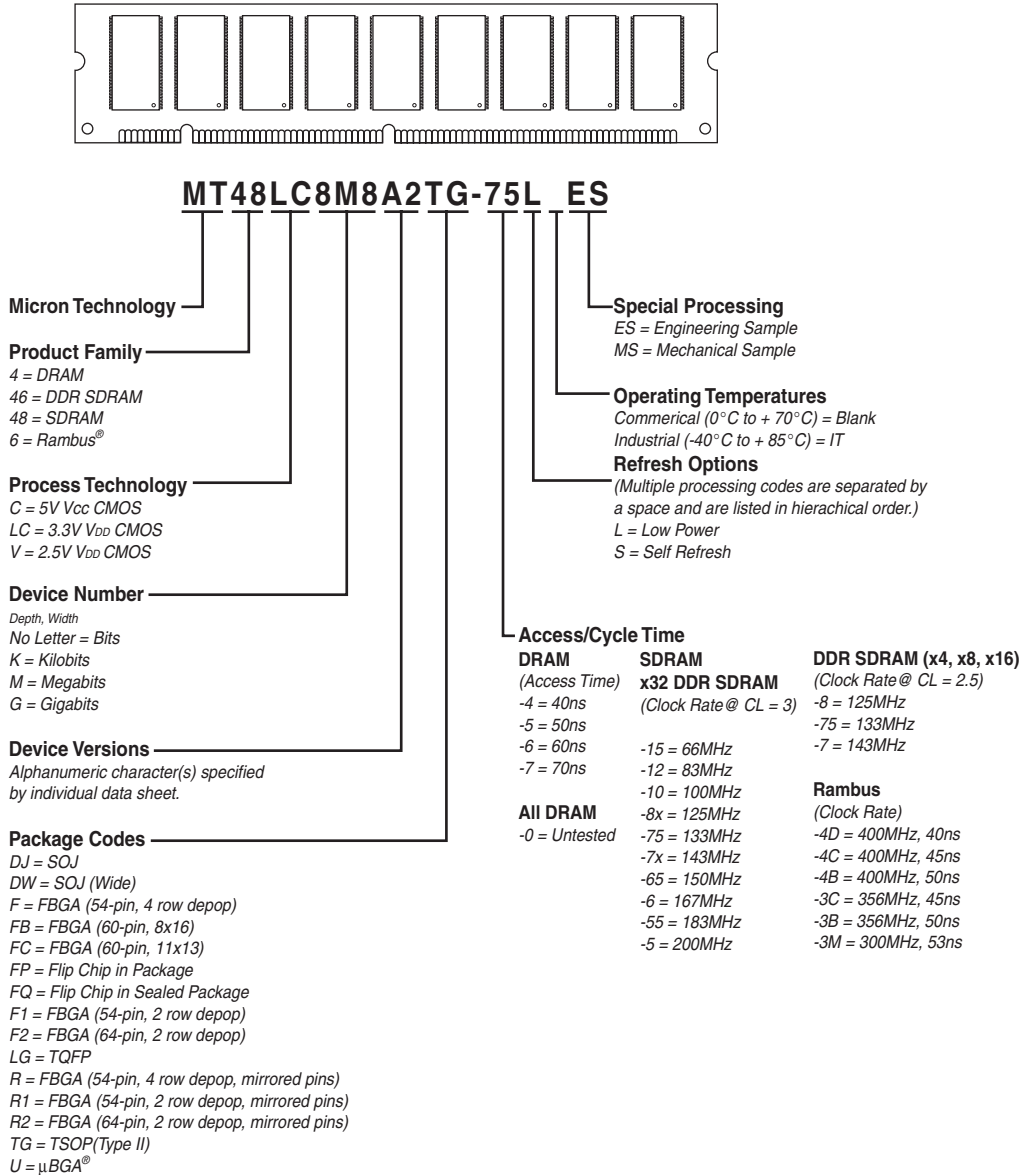 MT48LC8M8A2TG-75L ES
Micron Technology
Product Family
4 = DRAM
46 = DDR SDRAM
48 = SDRAM
6 = Rambus®
Process Technology
C = 5V Vcc CMOS
LC = 3.3V VDD CMOS
V = 2.5V VDD CMOS
Device Number
Depth, Width
No Letter = Bits
K = Kilobits
M = Megabits
G = Gigabits
Device Versions
Alphanumeric character(s) specified
by individual data sheet.
Package Codes
DJ = SOJ
DW = SOJ (Wide)
F = FBGA (54-pin, 4 row depop)
FB = FBGA (60-pin, 8x16)
FC = FBGA (60-pin, 11x13)
FP = Flip Chip in Package
FQ = Flip Chip in Sealed Package
F1 = FBGA (54-pin, 2 row depop)
F2 = FBGA (64-pin, 2 row depop)
LG = TQFP
R = FBGA (54-pin, 4 row depop, mirrored pins)
R1 = FBGA (54-pin, 2 row depop, mirrored pins)
R2 = FBGA (64-pin, 2 row depop, mirrored pins)
TG = TSOP(Type II)
U = µBGA®
Special Processing
ES = Engineering Sample
MS = Mechanical Sample
Operating Temperatures
Commerical (0°C to + 70°C) = Blank
Industrial (-40°C to + 85°C) = IT
Refresh Options
(Multiple processing codes are separated by
a space and are listed in hierachical order.)
L = Low Power
S = Self Refresh
Access/Cycle Time
DRAM
(Access Time)
-4 = 40ns
-5 = 50ns
-6 = 60ns
-7 = 70ns
All DRAM
-0 = Untested
SDRAM
x32 DDR SDRAM
(Clock Rate@ CL = 3)
-15 = 66MHz
-12 = 83MHz
-10 = 100MHz
-8x = 125MHz
-75 = 133MHz
-7x = 143MHz
-65 = 150MHz
-6 = 167MHz
-55 = 183MHz
-5 = 200MHz
DDR SDRAM (x4, x8, x16)
(Clock Rate@ CL = 2.5)
-8 = 125MHz
-75 = 133MHz
-7 = 143MHz
Rambus
(Clock Rate)
-4D = 400MHz, 40ns
-4C = 400MHz, 45ns
-4B = 400MHz, 50ns
-3C = 356MHz, 45ns
-3B = 356MHz, 50ns
-3M = 300MHz, 53ns